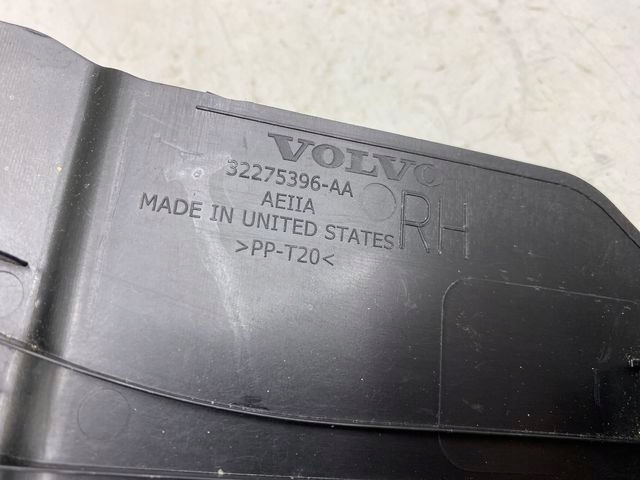 VOLVO
32275396-AA
AEIIA
MADE IN UNITED STATES
RH
>PP-T20<